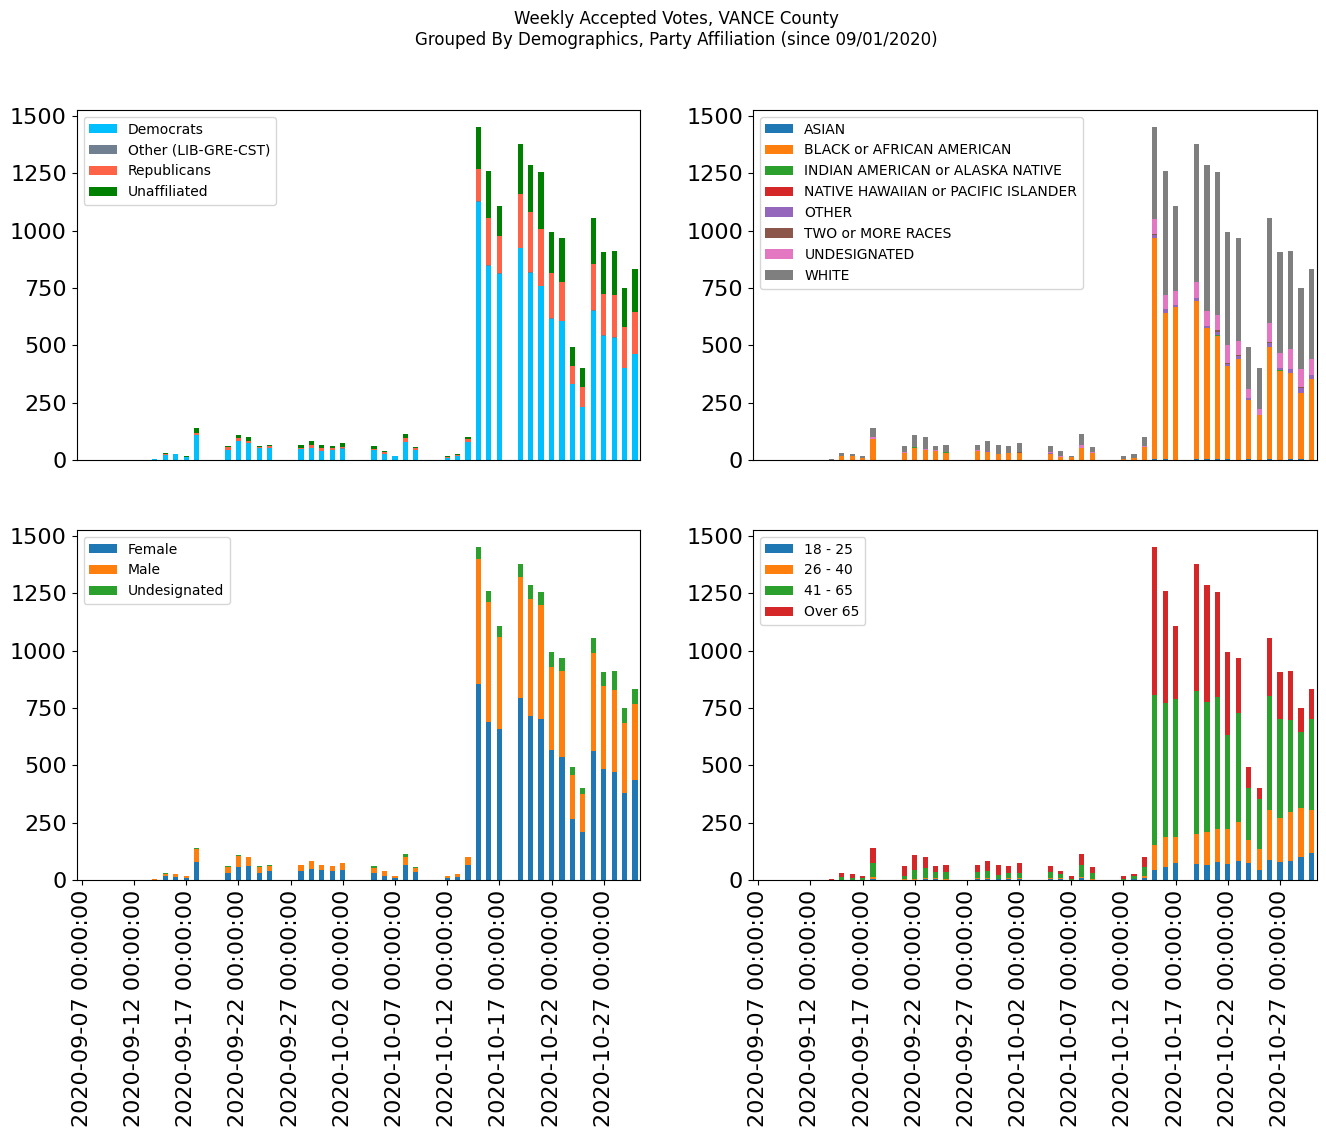 Weekly Accepted Votes, VANCE County
Grouped By Demographics, Party Affiliation (since 09/01/2020)
1500
1250
1000
750
500
250
0
Democrats
Other (LIB-GRE-CST)
Republicans
Unaffiliated
1500
1250
1000
750
500
250
0
ASIAN
BLACK or AFRICAN AMERICAN
INDIAN AMERICAN or ALASKA NATIVE
NATIVE HAWAIIAN or PACIFIC ISLANDER
OTHER
TWO or MORE RACES
UNDESIGNATED
WHITE
1500
1250
1000
750
500
250
0
Female
Male
Undesignated
2020-09-07 00:00:00
2020-09-12 00:00:00
2020-09-17 00:00:00
2020-09-22 00:00:00
2020-09-27 00:00:00
2020-10-02 00:00:00
2020-10-07 00:00:00
2020-10-12 00:00:00
2020-10-17 00:00:00
2020-10-22 00:00:00
2020-10-27 00:00:00
1500
1250
1000
750
500
250
0
18 - 25
26 - 40
41 - 65
Over 65
2020-09-07 00:00:00
2020-09-12 00:00:00
2020-09-17 00:00:00
2020-09-22 00:00:00
2020-09-27 00:00:00
2020-10-02 00:00:00
2020-10-07 00:00:00
2020-10-12 00:00:00
2020-10-17 00:00:00
2020-10-22 00:00:00
2020-10-27 00:00:00